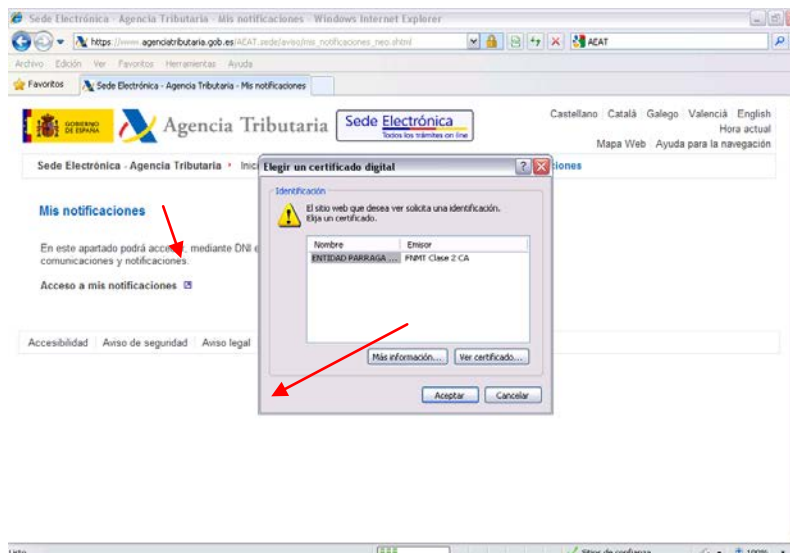 Sede Electrónica - Agencia Tributaria - Mis notificaciones - Windows Internet Explorer
https://www.agenciatributaria.gob.es/AEAT.sede/aviso/mis_notificaciones_neo.shtml
AEAT
Archivo Edición Ver Favoritos Herramientas Ayuda
Favoritos
Sede Electrónica - Agencia Tributaria - Mis notificaciones
GOBIERNO DE ESPAÑA
Agencia Tributaria
Sede Electrónica
Todos los trámites on line
Castellano Català Galego Valencià English
Hora actual
Mapa Web Ayuda para la navegación
Sede Electrónica - Agencia Tributaria
Elegir un certificado digital
Identificación
El sitio web que desea ver solicita una identificación.
Elija un certificado.
Nombre Emisor
ENTIDAD PARRAGA ... FNMT Clase 2 CA
Más información... Ver certificado...
Aceptar Cancelar
Mis notificaciones
En este apartado podrá mediante DNI
comunicaciones y notificaciones.
Acceso a mis notificaciones
Accesibilidad Aviso de seguridad Aviso legal
Sitios de confianza
100%